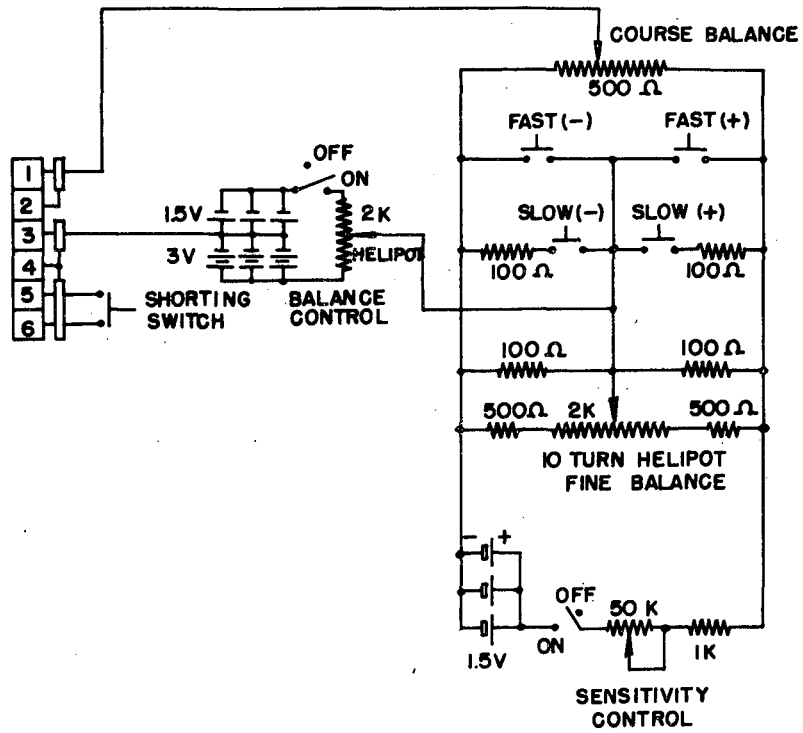 COURSE BALANCE
500 Ω
FAST(-)
FAST(+)
OFF
ON
1
2
3
4
5
6
1.5V
2K
3V
HELIPOT
SLOW(-)
SLOW (+)
100 Ω
100 Ω
SHORTING
SWITCH
BALANCE
CONTROL
100 Ω
100 Ω
500Ω
2K
500 Ω
10 TURN HELIPOT
FINE BALANCE
- +
OFF
50 K
ON
1K
1.5V
SENSITIVITY
CONTROL